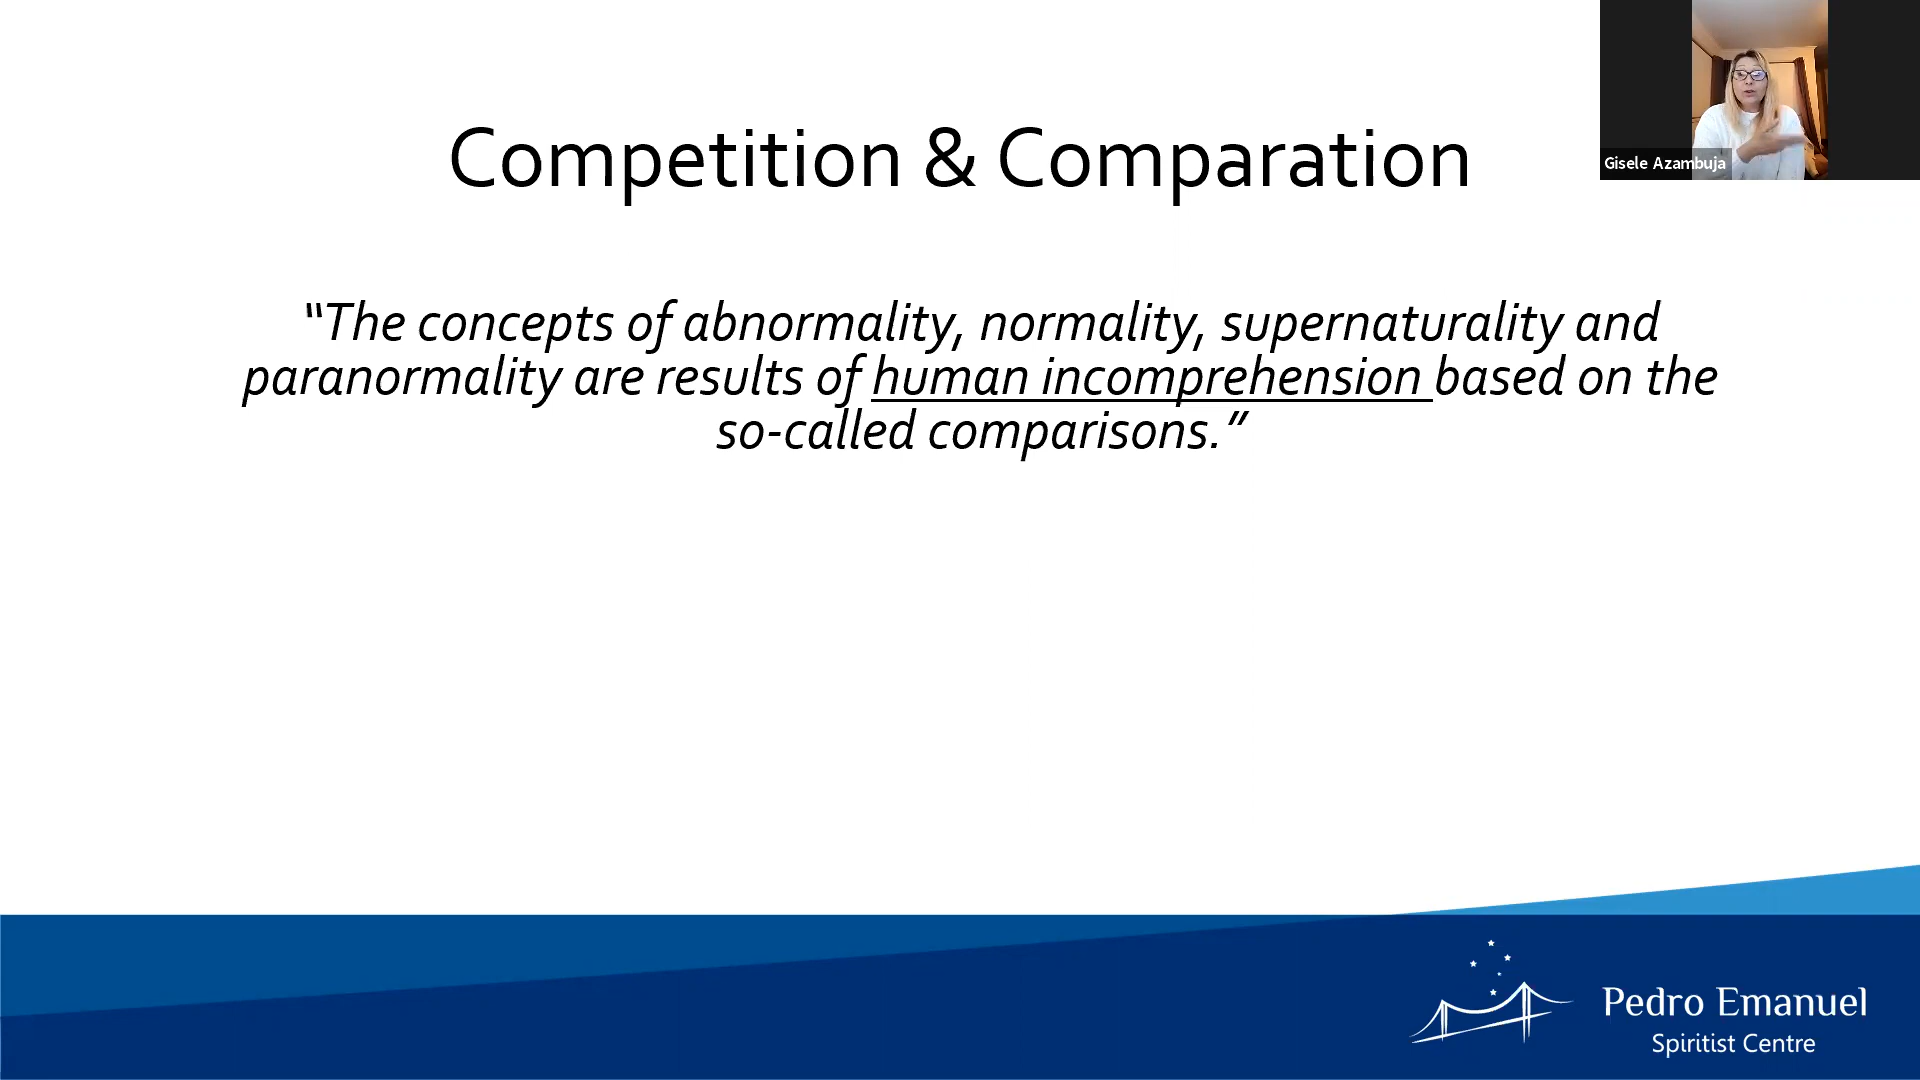 Competition & Comparation
Gisele Azambuja
“The concepts of abnormality, normality, supernaturality and
paranormality are results of human incomprehension based on the
so-called comparisons.”
Pedro Emanuel
Spiritist Centre